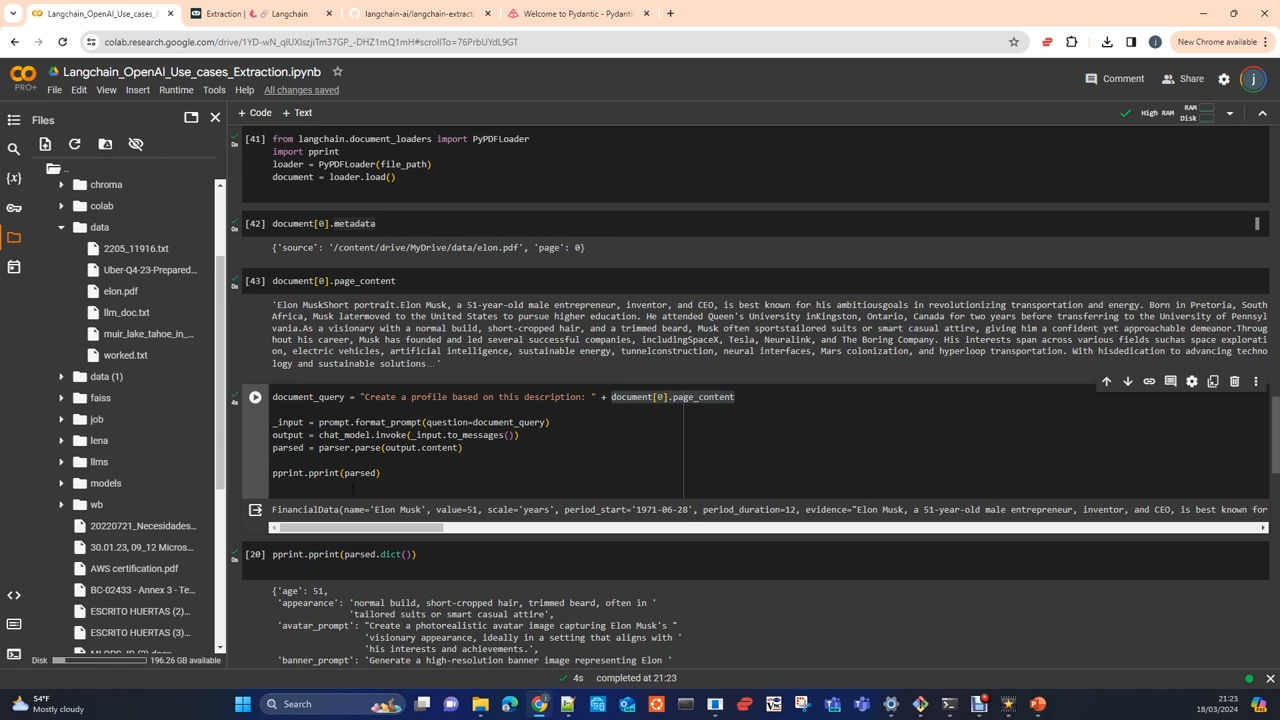 Langchain_OpenAI_Use_cases_E
Extraction | 🦜️🔗 Langchain
langchain-ai/langchain-extract
Welcome to Pydantic - Pydantic
colab.research.google.com/drive/1YD-wN_qIUXIszjiTm37GP_-DHZ1mQ1mH#scrollTo=76PrbUYdL9GT
New Chrome available
Langchain_OpenAI_Use_cases_Extraction.ipynb
PRO+
File Edit View Insert Runtime Tools Help All changes saved
Comment Share j
Files
+ Code + Text
High RAM RAM Disk
..
chroma
colab
data
2205_11916.txt
Uber-Q4-23-Prepared...
elon.pdf
llm_doc.txt
muir_lake_tahoe_in_...
worked.txt
data (1)
faiss
job
lena
llms
models
wb
20220721_Necesidades...
30.01.23, 09_12 Micros...
AWS certification.pdf
BC-02433 - Annex 3 - Te...
ESCRITO HUERTAS (2)...
ESCRITO HUERTAS (3)...
Disk 196.26 GB available
[41] from langchain.document_loaders import PyPDFLoader
import pprint
loader = PyPDFLoader(file_path)
document = loader.load()
[42] document[0].metadata
{'source': '/content/drive/MyDrive/data/elon.pdf', 'page': 0}
[43] document[0].page_content
'Elon MuskShort portrait.Elon Musk, a 51-year-old male entrepreneur, inventor, and CEO, is best known for his ambitiousgoals in revolutionizing transportation and energy. Born in Pretoria, South
Africa, Musk latermoved to the United States to pursue higher education. He attended Queen's University inKingston, Ontario, Canada for two years before transferring to the University of Pennsyl
vania.As a visionary with a normal build, short-cropped hair, and a trimmed beard, Musk often sportstailored suits or smart casual attire, giving him a confident yet approachable demeanor.Throug
hout his career, Musk has founded and led several successful companies, includingSpaceX, Tesla, Neuralink, and The Boring Company. His interests span across various fields suchas space explorati
on, electric vehicles, artificial intelligence, sustainable energy, tunnelconstruction, neural interfaces, Mars colonization, and hyperloop transportation. With hisdedication to advancing techno
logy and sustainable solutions…'
document_query = "Create a profile based on this description: " + document[0].page_content
_input = prompt.format_prompt(question=document_query)
output = chat_model.invoke(_input.to_messages())
parsed = parser.parse(output.content)
pprint.pprint(parsed)
4s
FinancialData(name='Elon Musk', value=51, scale='years', period_start='1971-06-28', period_duration=12, evidence="Elon Musk, a 51-year-old male entrepreneur, inventor, and CEO, is best known for
[20] pprint.pprint(parsed.dict())
{'age': 51,
'appearance': 'normal build, short-cropped hair, trimmed beard, often in '
'tailored suits or smart casual attire',
'avatar_prompt': "Create a photorealistic avatar image capturing Elon Musk's "
'visionary appearance, ideally in a setting that aligns with '
'his interests and achievements.',
'banner_prompt': 'Generate a high-resolution banner image representing Elon '
4s completed at 21:23
54°F
Mostly cloudy
Search
21:23
18/03/2024